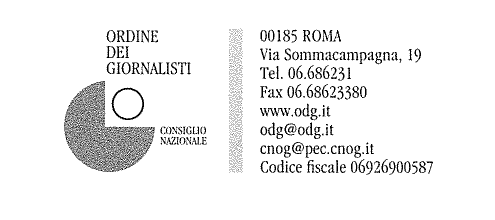 ORDINE
DEI
GIORNALISTI
CONSIGLIO
NAZIONALE
00185 ROMA
Via Sommacampagna, 19
Tel. 06.686231
Fax 06.68623380
www.odg.it
odg@odg.it
cnog@pec.cnog.it
Codice fiscale 06926900587